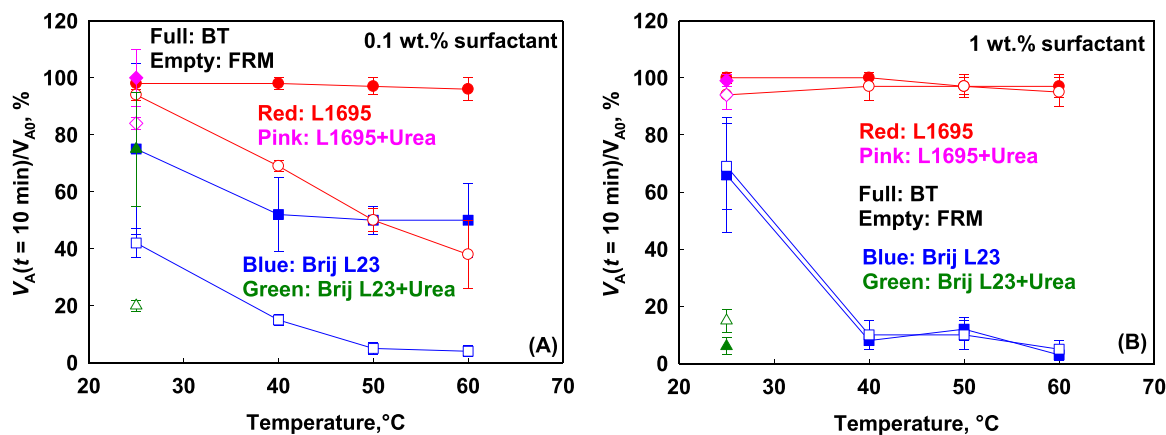 120
100
80
60
40
20
0
V_A(t = 10 min)/V_A0, %
Full: BT
Empty: FRM
0.1 wt.% surfactant
Red: L1695
Pink: L1695+Urea
Blue: Brij L23
Green: Brij L23+Urea
(A)
20 30 40 50 60 70
Temperature,°C
120
100
80
60
40
20
0
V_A(t = 10 min)/V_A0, %
1 wt.% surfactant
Red: L1695
Pink: L1695+Urea
Full: BT
Empty: FRM
Blue: Brij L23
Green: Brij L23+Urea
(B)
20 30 40 50 60 70
Temperature, °C